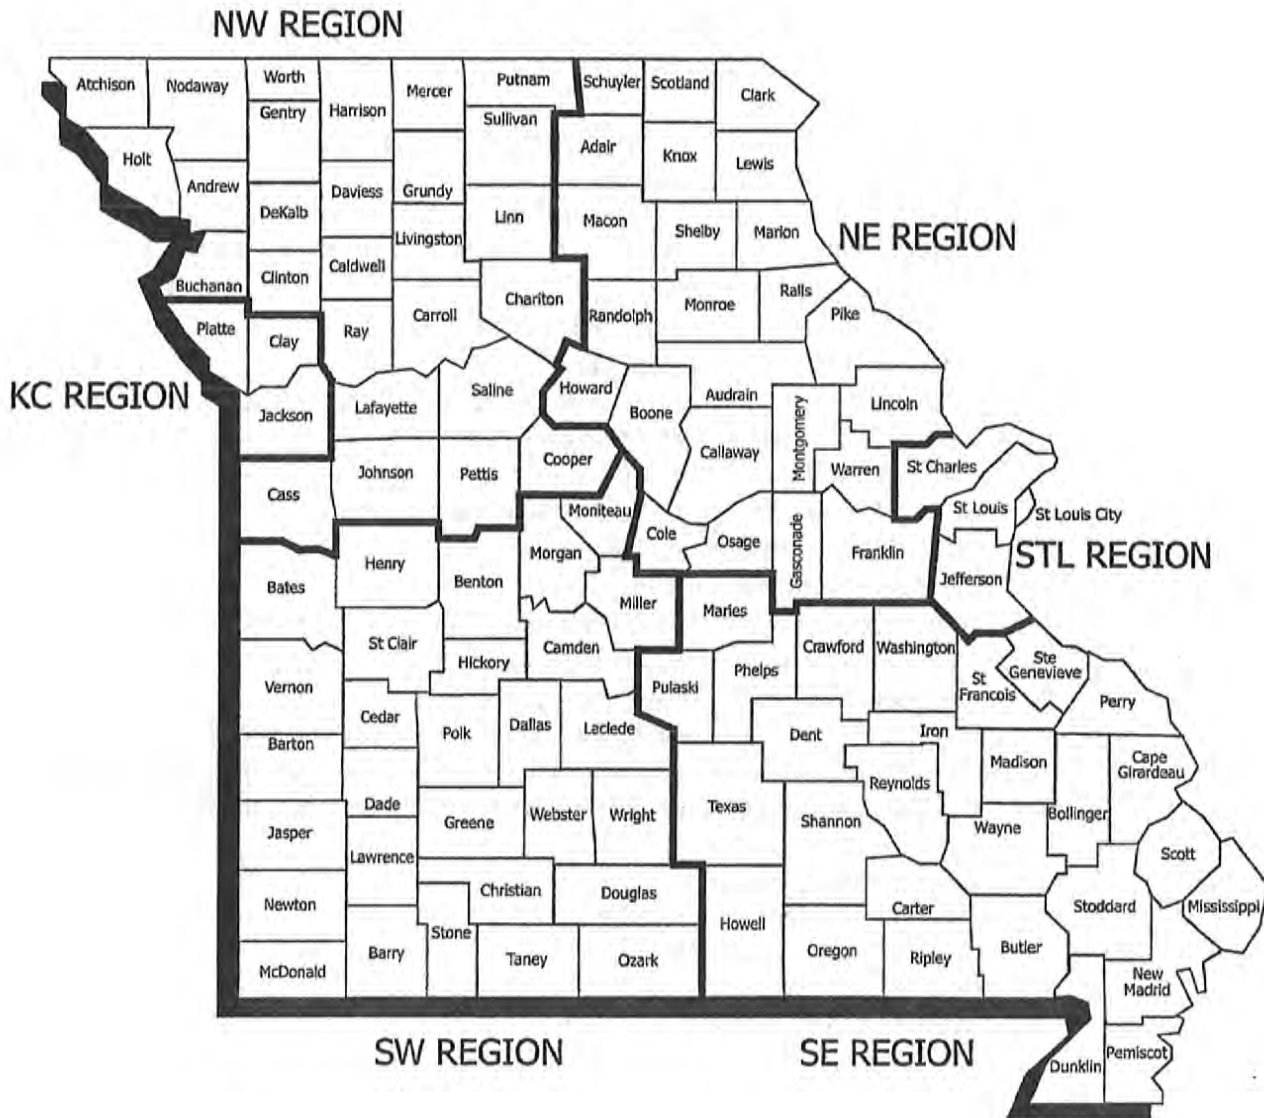 NW REGION
Atchison
Nodaway
Worth
Gentry
Harrison
Mercer
Putnam
Sullivan
Schuyler
Scotland
Clark
Holt
Andrew
DeKalb
Daviess
Grundy
Linn
Adair
Knox
Lewis
Macon
Shelby
Marion
NE REGION
Livingston
Buchanan
Clinton
Caldwell
Chariton
Randolph
Monroe
Ralls
Pike
Platte
Clay
Ray
Carroll
KC REGION
Jackson
Lafayette
Saline
Howard
Boone
Audrain
Montgomery
Lincoln
Cass
Johnson
Pettis
Cooper
Callaway
Warren
St Charles
Moniteau
Cole
Osage
Gasconade
Franklin
St Louis
St Louis City
STL REGION
Bates
Henry
Benton
Morgan
Miller
Maries
Jefferson
St Clair
Hickory
Camden
Pulaski
Phelps
Crawford
Washington
St
Francois
Ste
Genevieve
Perry
Vernon
Cedar
Polk
Dallas
Laclede
Dent
Iron
Madison
Cape
Girardeau
Barton
Dade
Greene
Webster
Wright
Texas
Shannon
Reynolds
Wayne
Bollinger
Scott
Jasper
Lawrence
Christian
Douglas
Howell
Carter
Stoddard
Mississippi
Newton
Barry
Stone
Taney
Ozark
Oregon
Ripley
Butler
New
Madrid
McDonald
SW REGION
SE REGION
Dunklin
Pemiscot